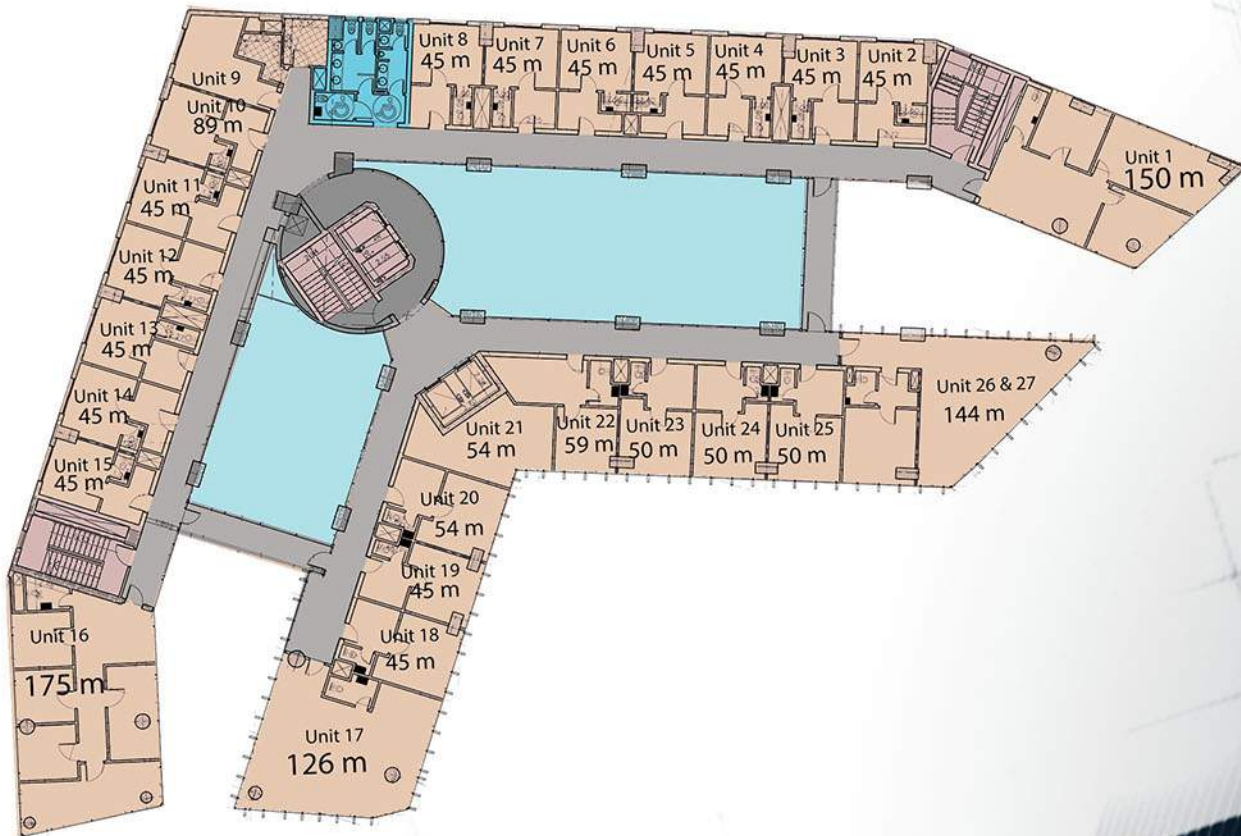 Unit 8
45 m
Unit 7
45 m
Unit 6
45 m
Unit 5
45 m
Unit 4
45 m
Unit 3
45 m
Unit 2
45 m
Unit 1
150 m
Unit 9
Unit 10
89 m
Unit 11
45 m
Unit 12
45 m
Unit 13
45 m
Unit 14
45 m
Unit 15
45 m
Unit 16
175 m
Unit 17
126 m
Unit 18
45 m
Unit 19
45 m
Unit 20
54 m
Unit 21
54 m
Unit 22
59 m
Unit 23
50 m
Unit 24
50 m
Unit 25
50 m
Unit 26 & 27
144 m